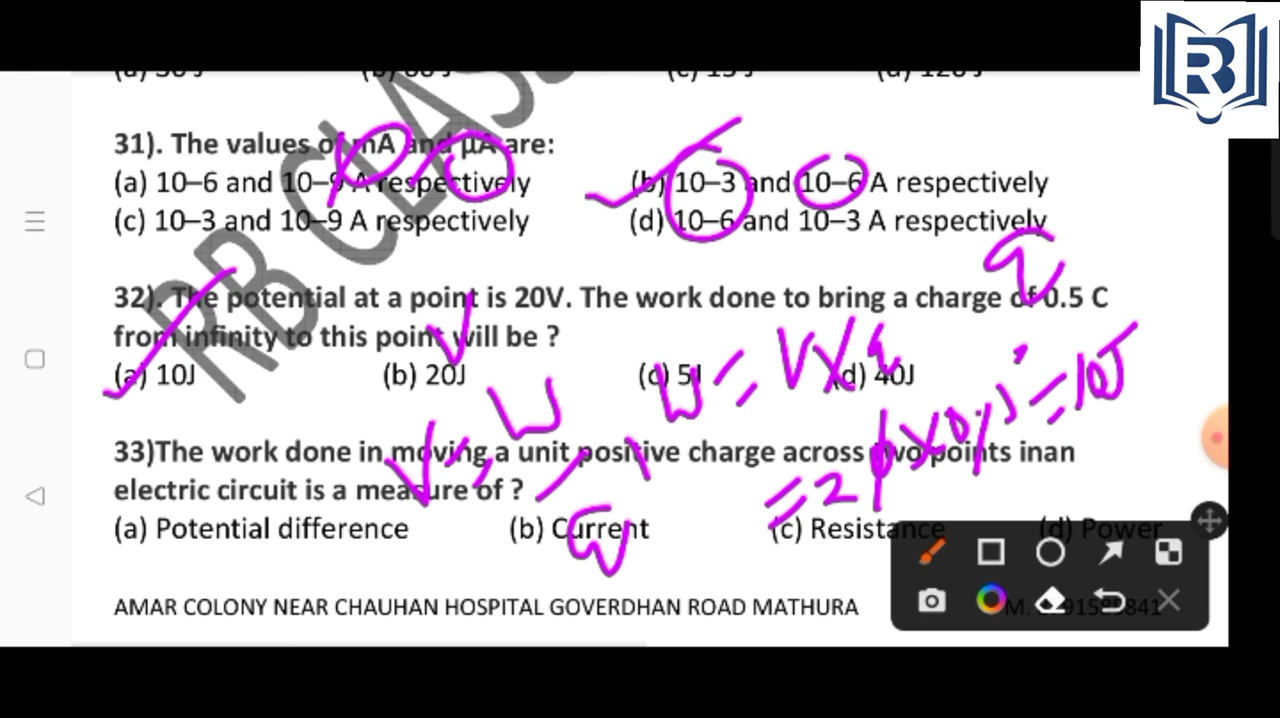 31). The values of mA and µA are:
(a) 10–6 and 10–9 A respectively (b) 10–3 and 10–6 A respectively
(c) 10–3 and 10–9 A respectively (d) 10–6 and 10–3 A respectively
q
32). The potential at a point is 20V. The work done to bring a charge of 0.5 C
from infinity to this point will be ?
V
(a) 10J (b) 20J (c) 5J (d) 40J
V = W / q , W = V X q
= 20 X 0.5 = 10J
33)The work done in moving a unit positive charge across two points inan
electric circuit is a measure of ?
(a) Potential difference (b) Current (c) Resistance (d) Power
AMAR COLONY NEAR CHAUHAN HOSPITAL GOVERDHAN ROAD MATHURA
RB CLAS
R